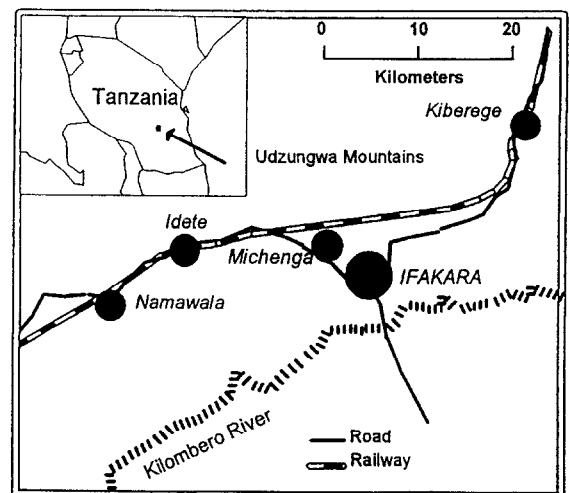 0 10 20
Kilometers
Tanzania
Kiberege
Udzungwa Mountains
Idete
Michenga
IFAKARA
Namawala
Kilombero River
Road
Railway